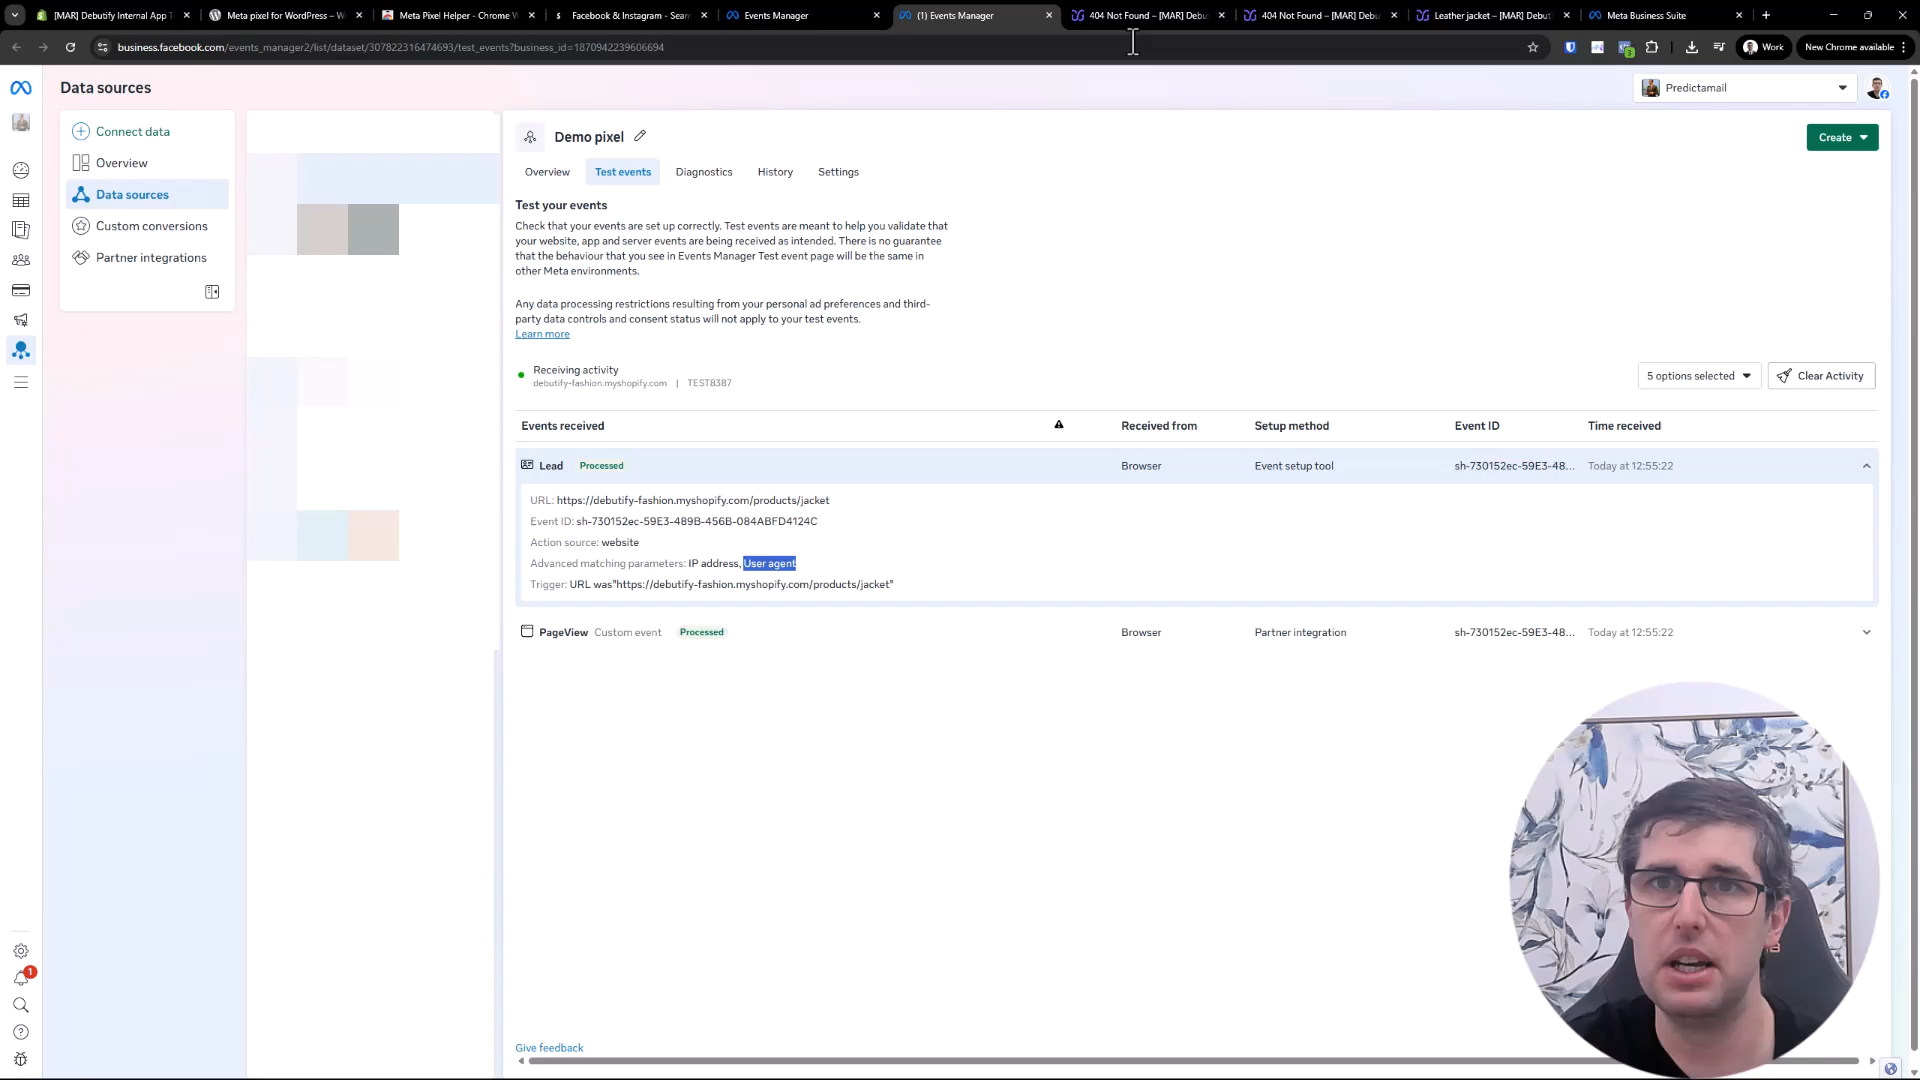 [MAR] Debutify Internal App T
Meta pixel for WordPress – W
Meta Pixel Helper - Chrome W
Facebook & Instagram - Seam
Events Manager
(1) Events Manager
404 Not Found – [MAR] Debu
404 Not Found – [MAR] Debu
Leather jacket – [MAR] Debut
Meta Business Suite
business.facebook.com/events_manager2/list/dataset/307822316474693/test_events?business_id=1870942239606694
Work
New Chrome available
Data sources
Predictamail
Connect data
Overview
Data sources
Custom conversions
Partner integrations
Demo pixel
Create
Overview
Test events
Diagnostics
History
Settings
Test your events
Check that your events are set up correctly. Test events are meant to help you validate that
your website, app and server events are being received as intended. There is no guarantee
that the behaviour that you see in Events Manager Test event page will be the same in
other Meta environments.
Any data processing restrictions resulting from your personal ad preferences and third-
party data controls and consent status will not apply to your test events.
Learn more
Receiving activity
debutify-fashion.myshopify.com | TEST8387
5 options selected
Clear Activity
Events received
Received from
Setup method
Event ID
Time received
Lead Processed Browser Event setup tool sh-730152ec-59E3-48... Today at 12:55:22
URL: https://debutify-fashion.myshopify.com/products/jacket
Event ID: sh-730152ec-59E3-489B-456B-084ABFD4124C
Action source: website
Advanced matching parameters: IP address, User agent
Trigger: URL was"https://debutify-fashion.myshopify.com/products/jacket"
PageView Custom event Processed Browser Partner integration sh-730152ec-59E3-48... Today at 12:55:22
1
Give feedback